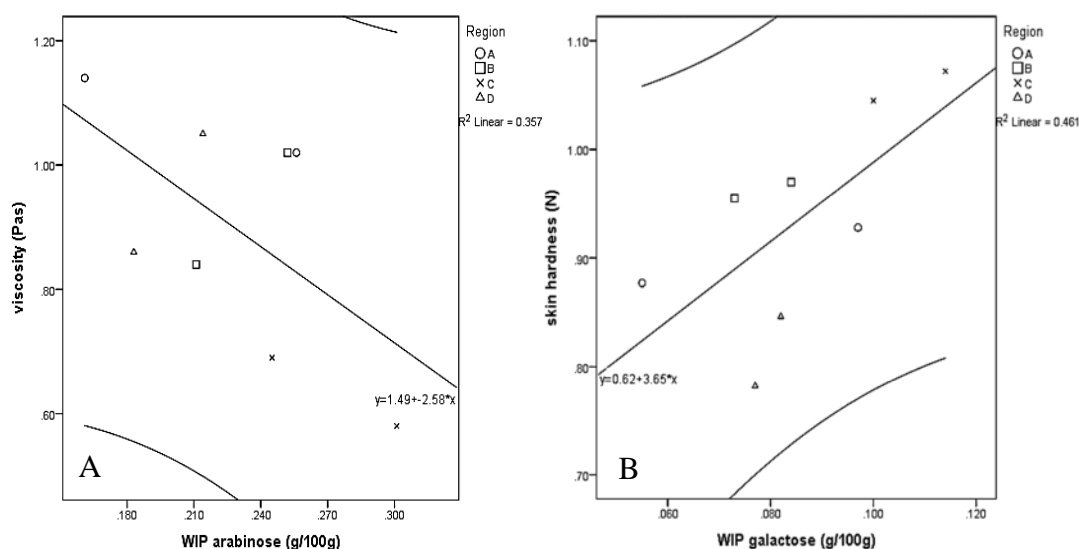 1.20
1.00
.80
.60
viscosity (Pas)
.180
.210
.240
.270
.300
WIP arabinose (g/100g)
Region
A
B
C
D
R² Linear = 0.357
y=1.49+-2.58*x
A
1.10
1.00
.90
.80
.70
skin hardness (N)
.060
.080
.100
.120
WIP galactose (g/100g)
Region
A
B
C
D
R² Linear = 0.461
y=0.62+3.65*x
B